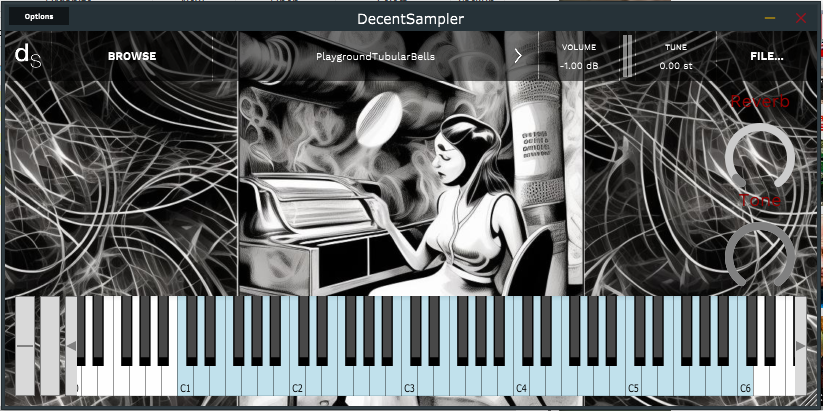 Options
DecentSampler
dS
BROWSE
PlaygroundTubularBells
VOLUME
-1.00 dB
TUNE
0.00 st
FILE...
Reverb
Tone
C1 C2 C3 C4 C5 C6